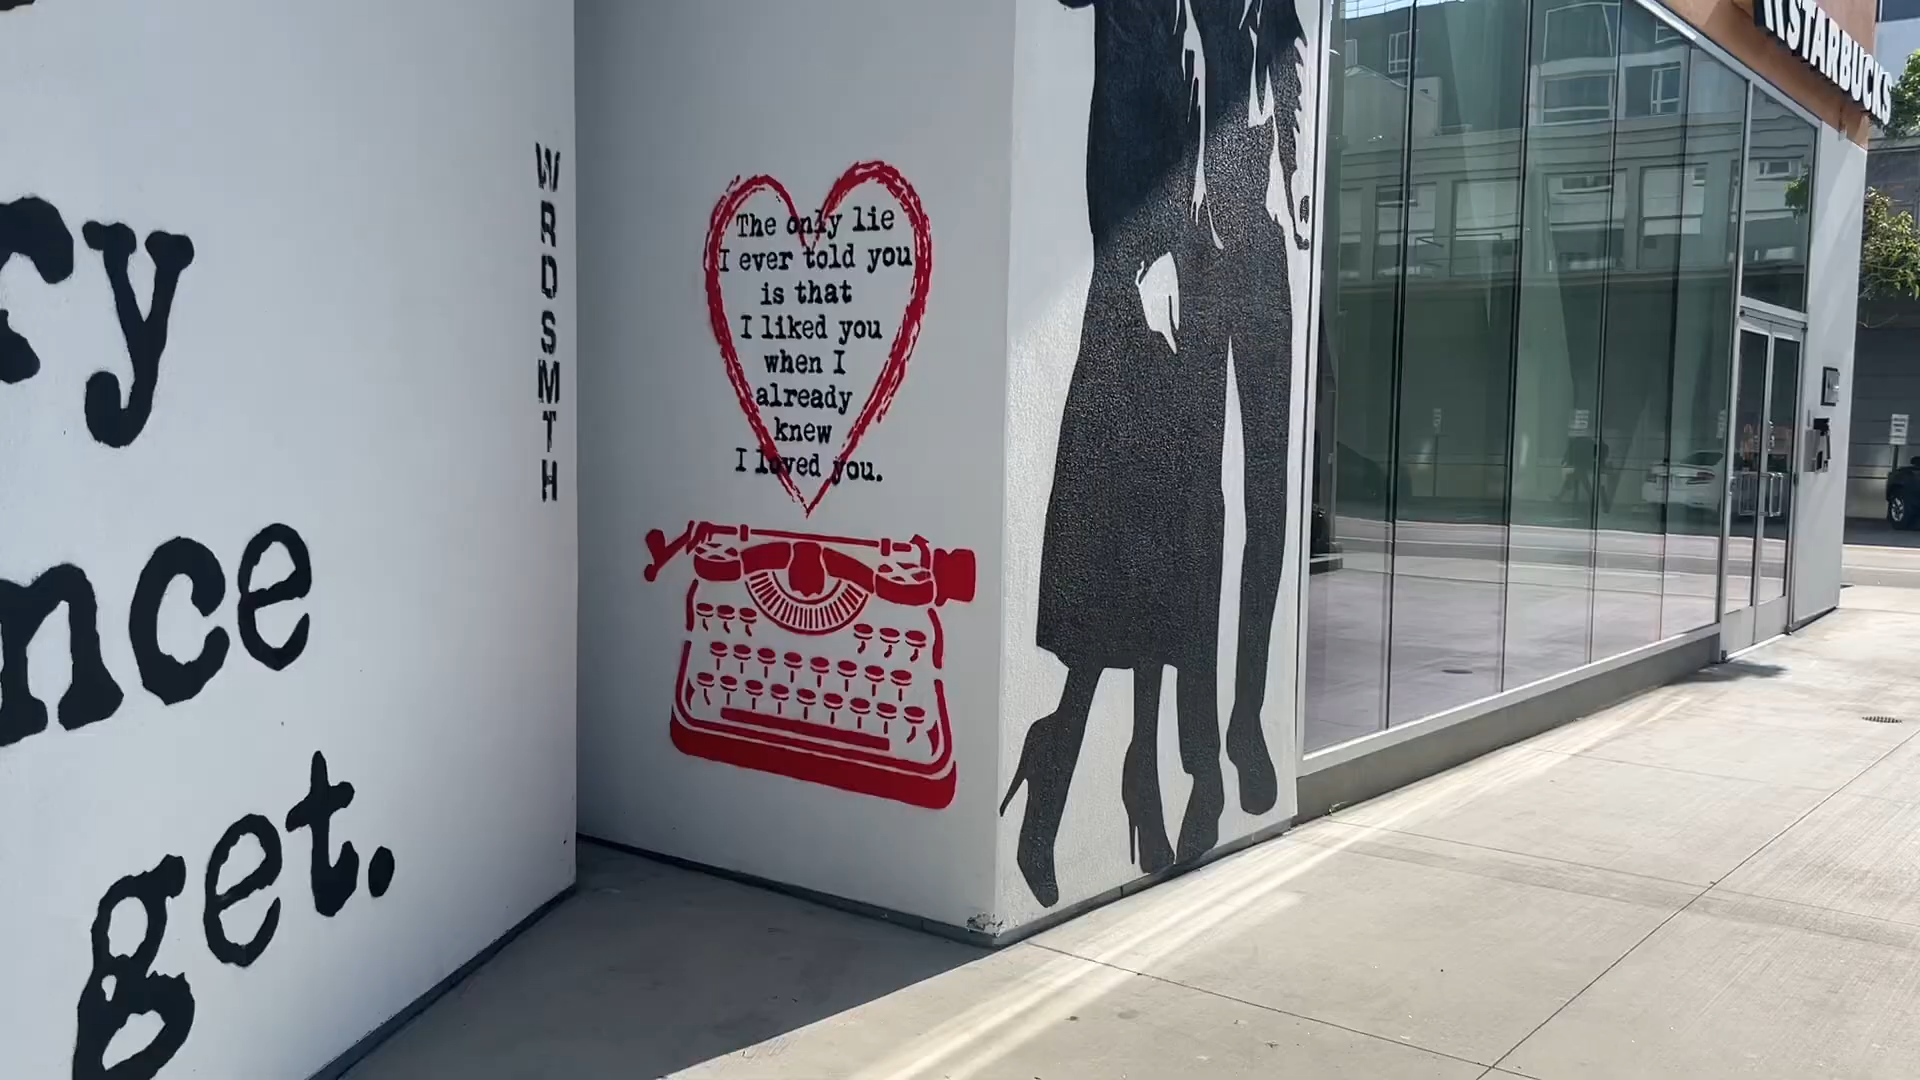 nce
get.
WRDSMTH
The only lie
I ever told you
is that
I liked you
when I
already
knew
I loved you.
STARBUCKS